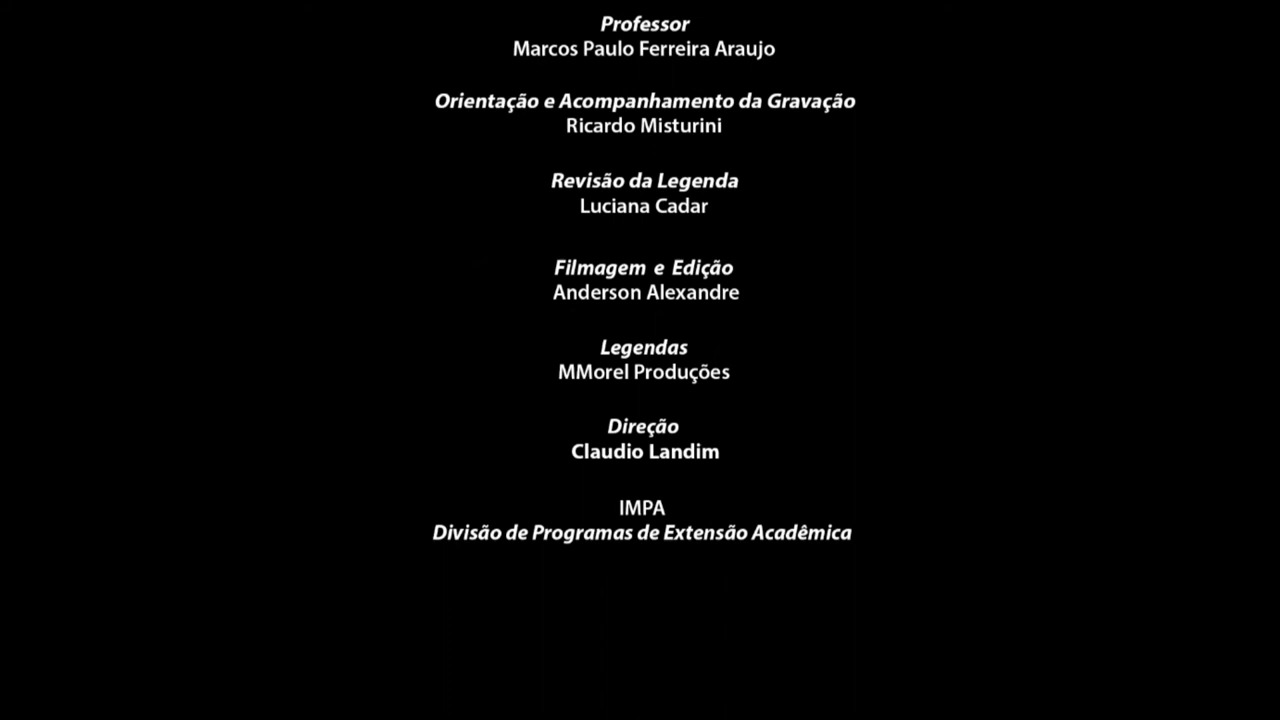 Professor
Marcos Paulo Ferreira Araujo
Orientação e Acompanhamento da Gravação
Ricardo Misturini
Revisão da Legenda
Luciana Cadar
Filmagem e Edição
Anderson Alexandre
Legendas
MMorel Produções
Direção
Claudio Landim
IMPA
Divisão de Programas de Extensão Acadêmica